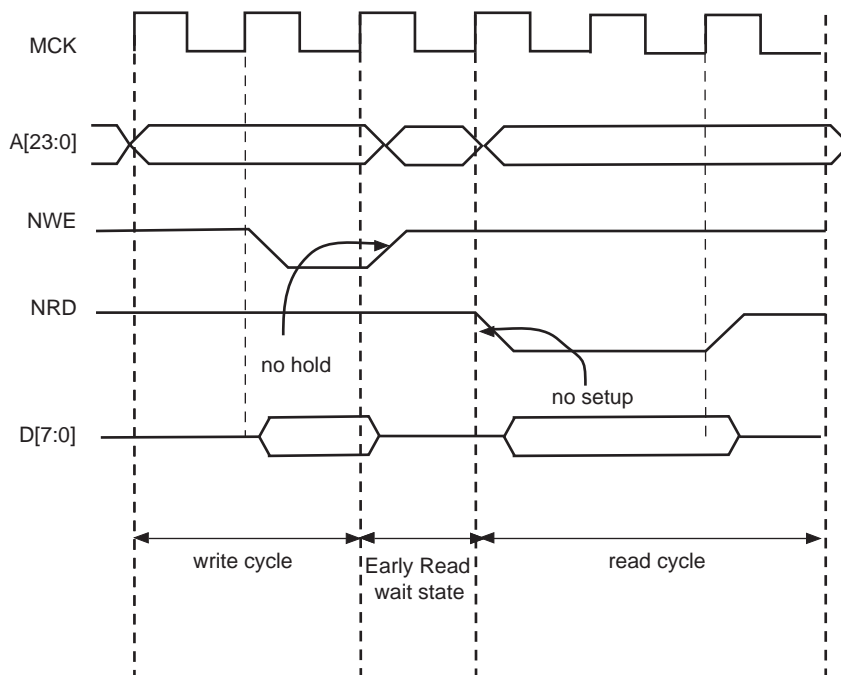 MCK
A[23:0]
NWE
NRD
no hold
no setup
D[7:0]
write cycle
Early Read
wait state
read cycle